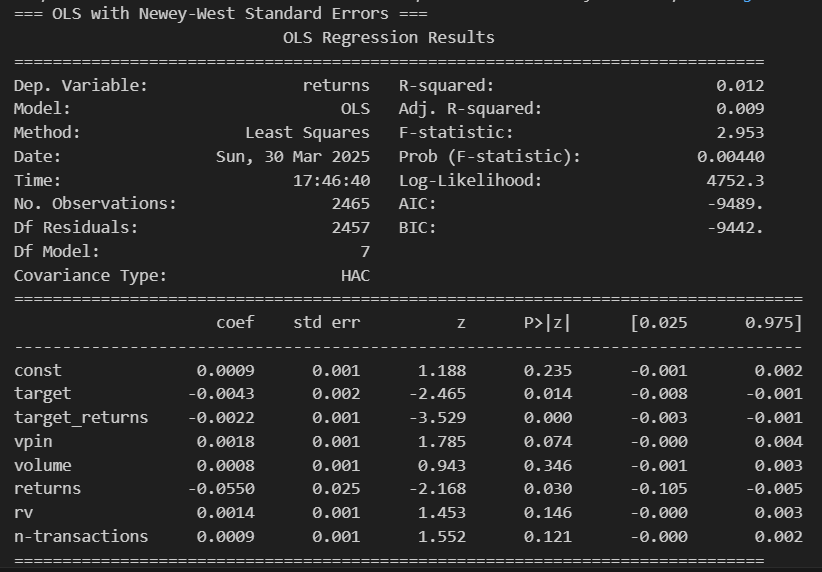 === OLS with Newey-West Standard Errors ===
OLS Regression Results
==============================================================================
Dep. Variable: returns R-squared: 0.012
Model: OLS Adj. R-squared: 0.009
Method: Least Squares F-statistic: 2.953
Date: Sun, 30 Mar 2025 Prob (F-statistic): 0.00440
Time: 17:46:40 Log-Likelihood: 4752.3
No. Observations: 2465 AIC: -9489.
Df Residuals: 2457 BIC: -9442.
Df Model: 7
Covariance Type: HAC
==================================================================================
coef std err z P>|z| [0.025 0.975]
----------------------------------------------------------------------------------
const 0.0009 0.001 1.188 0.235 -0.001 0.002
target -0.0043 0.002 -2.465 0.014 -0.008 -0.001
target_returns -0.0022 0.001 -3.529 0.000 -0.003 -0.001
vpin 0.0018 0.001 1.785 0.074 -0.000 0.004
volume 0.0008 0.001 0.943 0.346 -0.001 0.003
returns -0.0550 0.025 -2.168 0.030 -0.105 -0.005
rv 0.0014 0.001 1.453 0.146 -0.000 0.003
n-transactions 0.0009 0.001 1.552 0.121 -0.000 0.002
==============================================================================